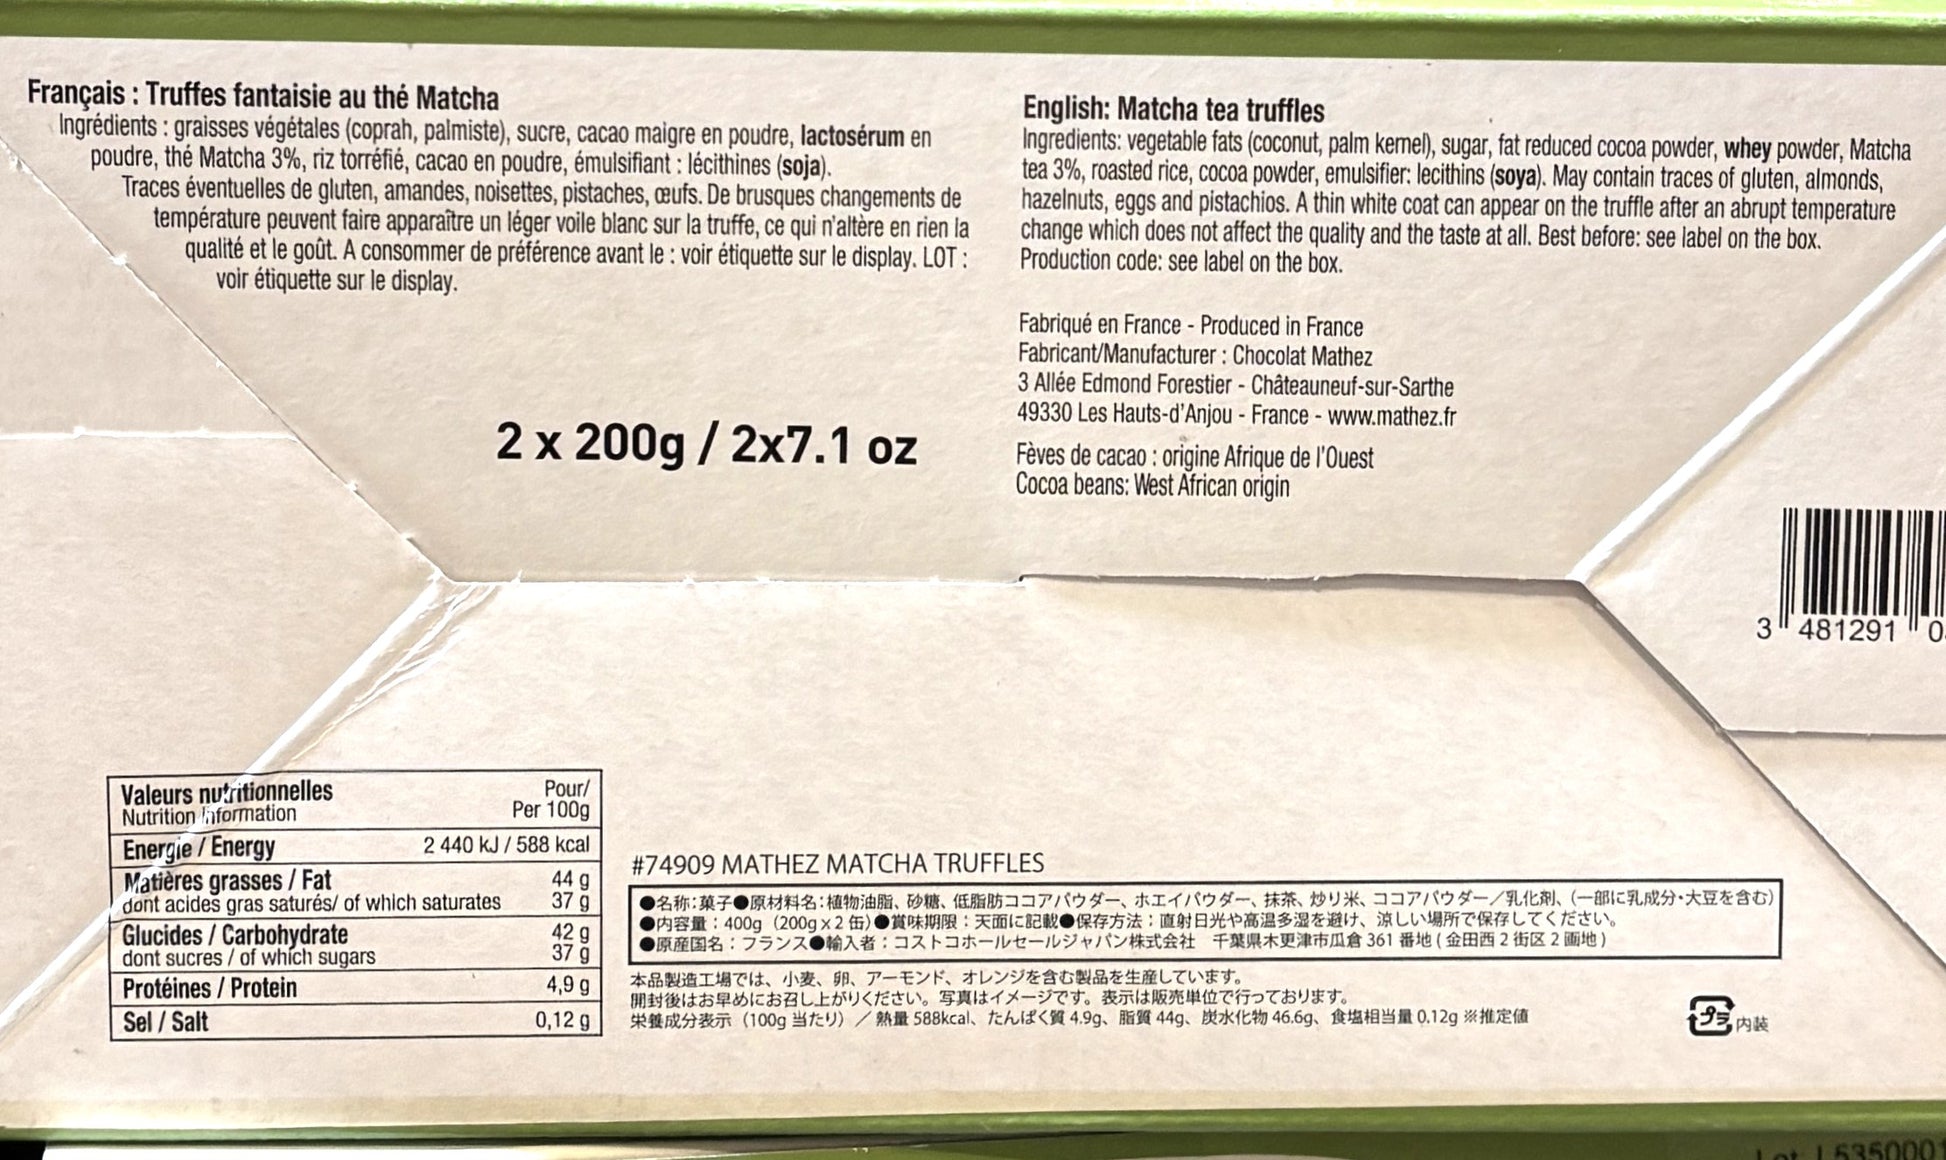 Français : Truffes fantaisie au thé Matcha
Ingrédients : graisses végétales (coprah, palmiste), sucre, cacao maigre en poudre, lactosérum en
poudre, thé Matcha 3%, riz torréfié, cacao en poudre, émulsifiant : lécithines (soja).
Traces éventuelles de gluten, amandes, noisettes, pistaches, œufs. De brusques changements de
température peuvent faire apparaître un léger voile blanc sur la truffe, ce qui n'altère en rien la
qualité et le goût. A consommer de préférence avant le : voir étiquette sur le display. LOT :
voir étiquette sur le display.
English: Matcha tea truffles
Ingredients: vegetable fats (coconut, palm kernel), sugar, fat reduced cocoa powder, whey powder, Matcha
tea 3%, roasted rice, cocoa powder, emulsifier: lecithins (soya). May contain traces of gluten, almonds,
hazelnuts, eggs and pistachios. A thin white coat can appear on the truffle after an abrupt temperature
change which does not affect the quality and the taste at all. Best before: see label on the box.
Production code: see label on the box.
Fabriqué en France - Produced in France
Fabricant/Manufacturer : Chocolat Mathez
3 Allée Edmond Forestier - Châteauneuf-sur-Sarthe
49330 Les Hauts-d'Anjou - France - www.mathez.fr
Fèves de cacao : origine Afrique de l'Ouest
Cocoa beans: West African origin
2 x 200g / 2x7.1 oz
3 481291 0
Valeurs nutritionnelles Pour/
Nutrition Information Per 100g
Energie / Energy 2 440 kJ / 588 kcal
Matières grasses / Fat 44 g
dont acides gras saturés/ of which saturates 37 g
Glucides / Carbohydrate 42 g
dont sucres / of which sugars 37 g
Protéines / Protein 4,9 g
Sel / Salt 0,12 g
#74909 MATHEZ MATCHA TRUFFLES
●名称：菓子●原材料名：植物油脂、砂糖、低脂肪ココアパウダー、ホエイパウダー、抹茶、炒り米、ココアパウダー／乳化剤、（一部に乳成分・大豆を含む）
●内容量：400g（200g x 2 缶）●賞味期限：天面に記載●保存方法：直射日光や高温多湿を避け、涼しい場所で保存してください。
●原産国名：フランス●輸入者：コストコホールセールジャパン株式会社 千葉県木更津市瓜倉 361 番地 ( 金田西 2 街区 2 画地 )
本品製造工場では、小麦、卵、アーモンド、オレンジを含む製品を生産しています。
開封後はお早めにお召し上がりください。写真はイメージです。表示は販売単位で行っております。
栄養成分表示（100g 当たり）／熱量 588kcal、たんぱく質 4.9g、脂質 44g、炭水化物 46.6g、食塩相当量 0.12g ※推定値
プラ 内装